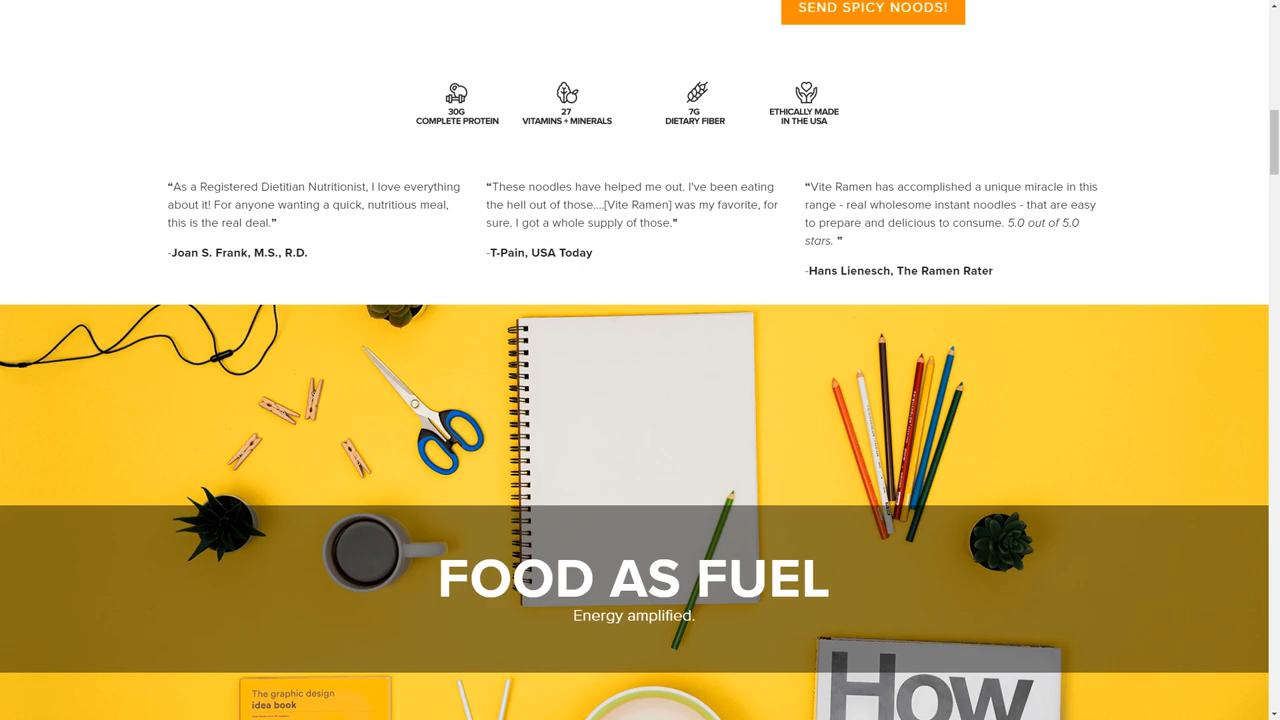 SEND SPICY NOODS!
30G
COMPLETE PROTEIN
27
VITAMINS + MINERALS
7G
DIETARY FIBER
ETHICALLY MADE
IN THE USA
“As a Registered Dietitian Nutritionist, I love everything
about it! For anyone wanting a quick, nutritious meal,
this is the real deal.”
-Joan S. Frank, M.S., R.D.
“These noodles have helped me out. I've been eating
the hell out of those....[Vite Ramen] was my favorite, for
sure. I got a whole supply of those."
-T-Pain, USA Today
“Vite Ramen has accomplished a unique miracle in this
range - real wholesome instant noodles - that are easy
to prepare and delicious to consume. 5.0 out of 5.0
stars. ”
-Hans Lienesch, The Ramen Rater
FOOD AS FUEL
Energy amplified.
How
The graphic design
idea book